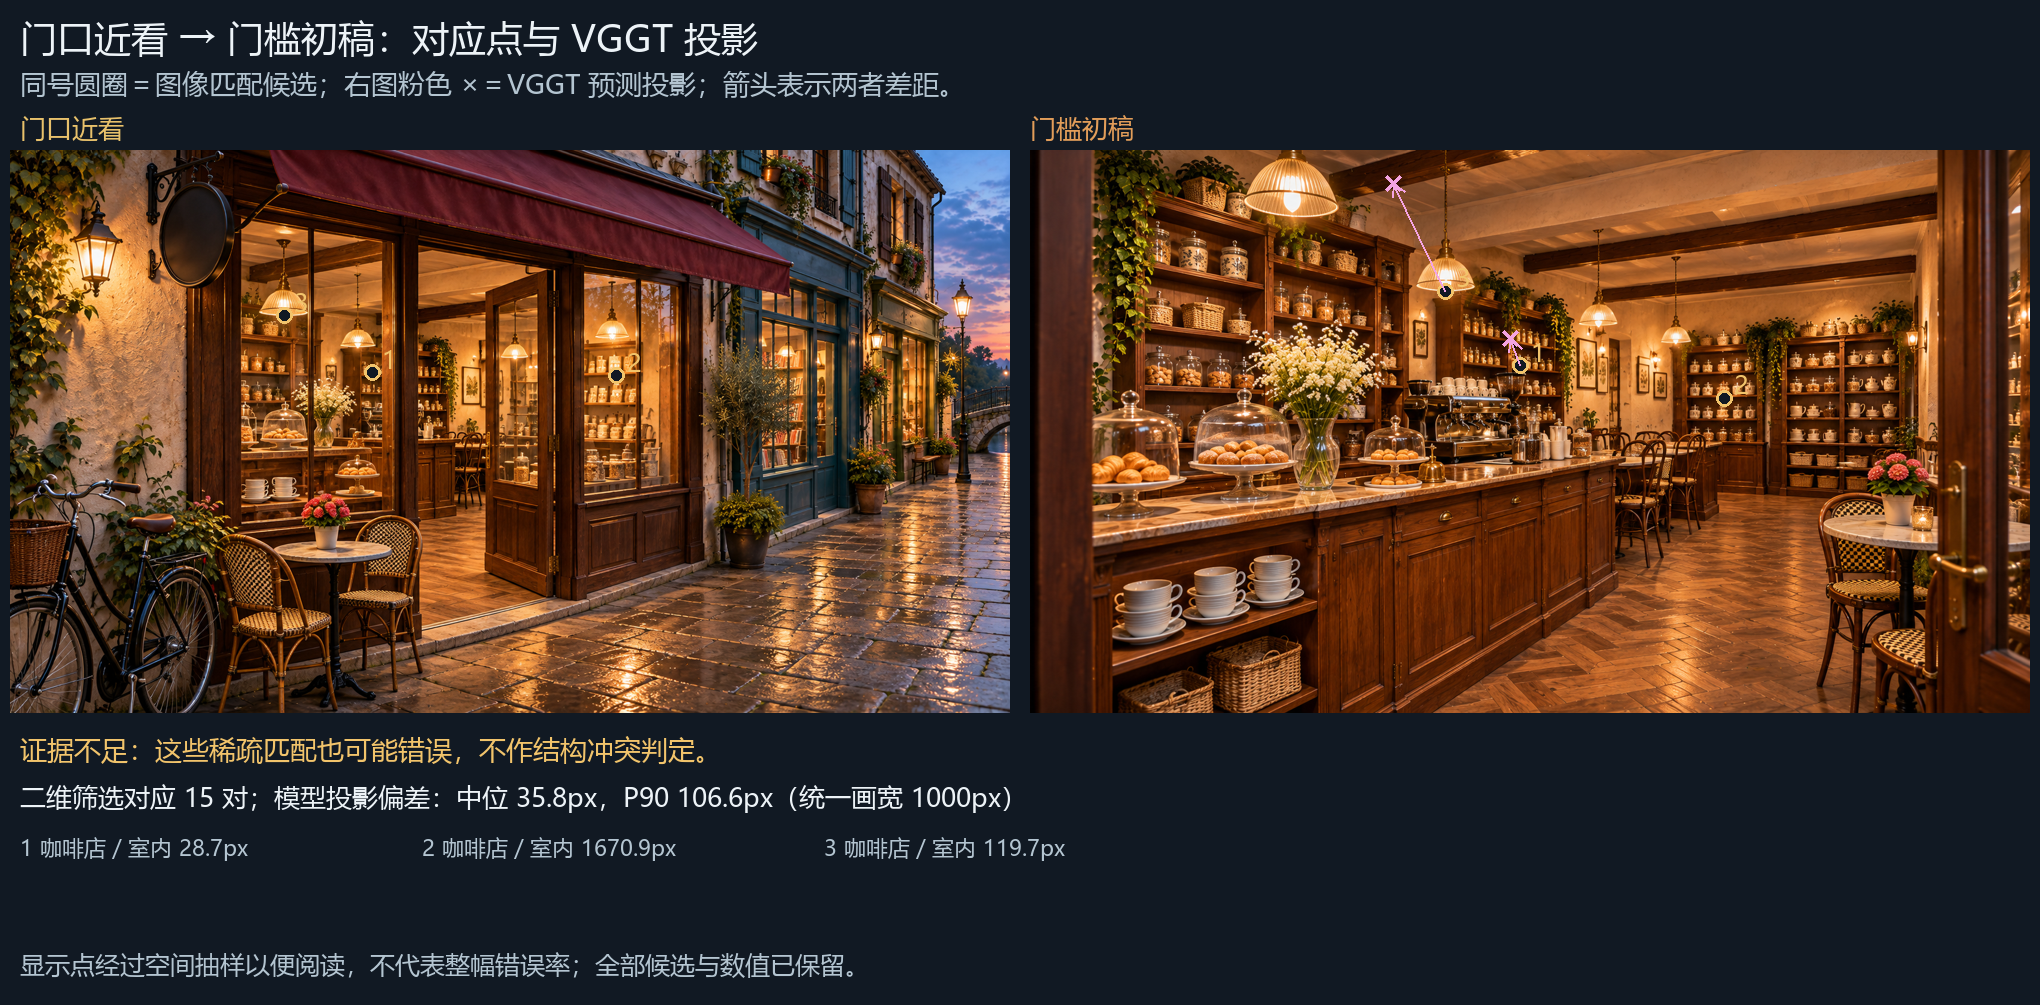 门口近看 → 门槛初稿：对应点与 VGGT 投影
同号圆圈 = 图像匹配候选；右图粉色 × = VGGT 预测投影；箭头表示两者差距。
门口近看
门槛初稿
3
1
2
1
2
证据不足：这些稀疏匹配也可能错误，不作结构冲突判定。
二维筛选对应 15 对；模型投影偏差：中位 35.8px，P90 106.6px（统一画宽 1000px）
1 咖啡店 / 室内 28.7px
2 咖啡店 / 室内 1670.9px
3 咖啡店 / 室内 119.7px
显示点经过空间抽样以便阅读，不代表整幅错误率；全部候选与数值已保留。